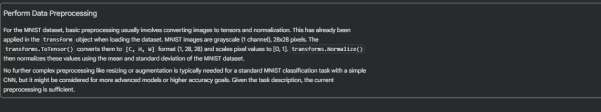 Perform Data Preprocessing
For the MNIST dataset, basic preprocessing usually involves converting images to tensors and normalization. This has already been
applied in the transform object when loading the dataset. MNIST images are grayscale (1 channel), 28x28 pixels. The
transforms.ToTensor() converts them to [C, H, W] format (1, 28, 28) and scales pixel values to [0, 1]. transforms.Normalize()
then normalizes these values using the mean and standard deviation of the MNIST dataset.
No further complex preprocessing like resizing or augmentation is typically needed for a standard MNIST classification task with a simple
CNN, but it might be considered for more advanced models or higher accuracy goals. Given the task description, the current
preprocessing is sufficient.